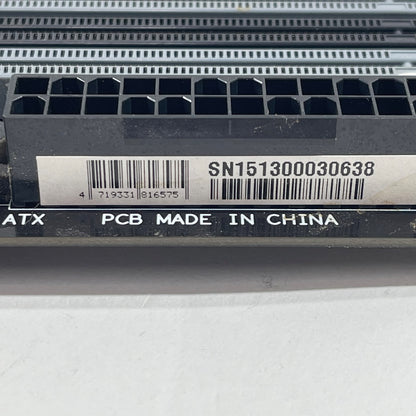 SN151300030638
4 719331 816575
ATX PCB MADE IN CHINA